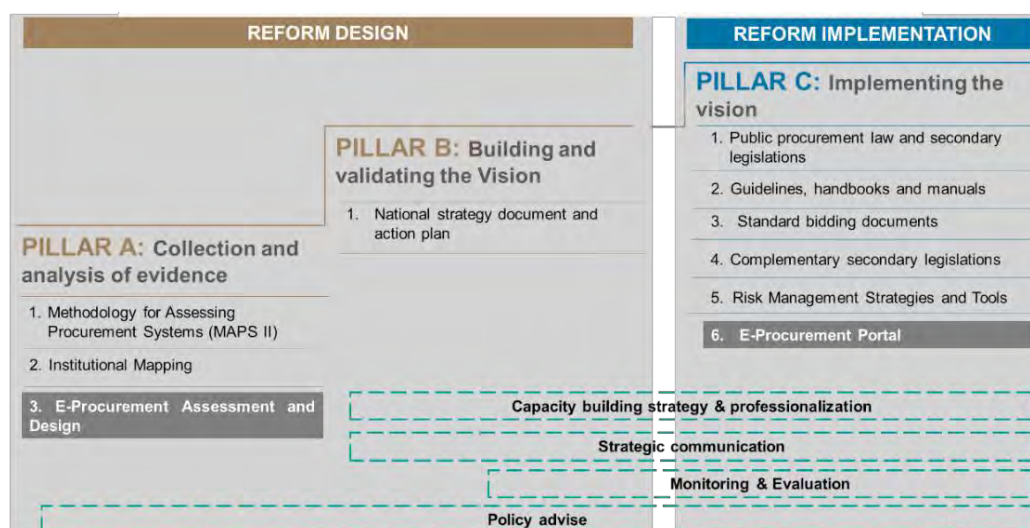 REFORM DESIGN
PILLAR A: Collection and
analysis of evidence
1. Methodology for Assessing
Procurement Systems (MAPS II)
2. Institutional Mapping
3. E-Procurement Assessment and
Design
PILLAR B: Building and
validating the Vision
1. National strategy document and
action plan
REFORM IMPLEMENTATION
PILLAR C: Implementing the
vision
1. Public procurement law and secondary
legislations
2. Guidelines, handbooks and manuals
3. Standard bidding documents
4. Complementary secondary legislations
5. Risk Management Strategies and Tools
6. E-Procurement Portal
Capacity building strategy & professionalization
Strategic communication
Monitoring & Evaluation
Policy advise